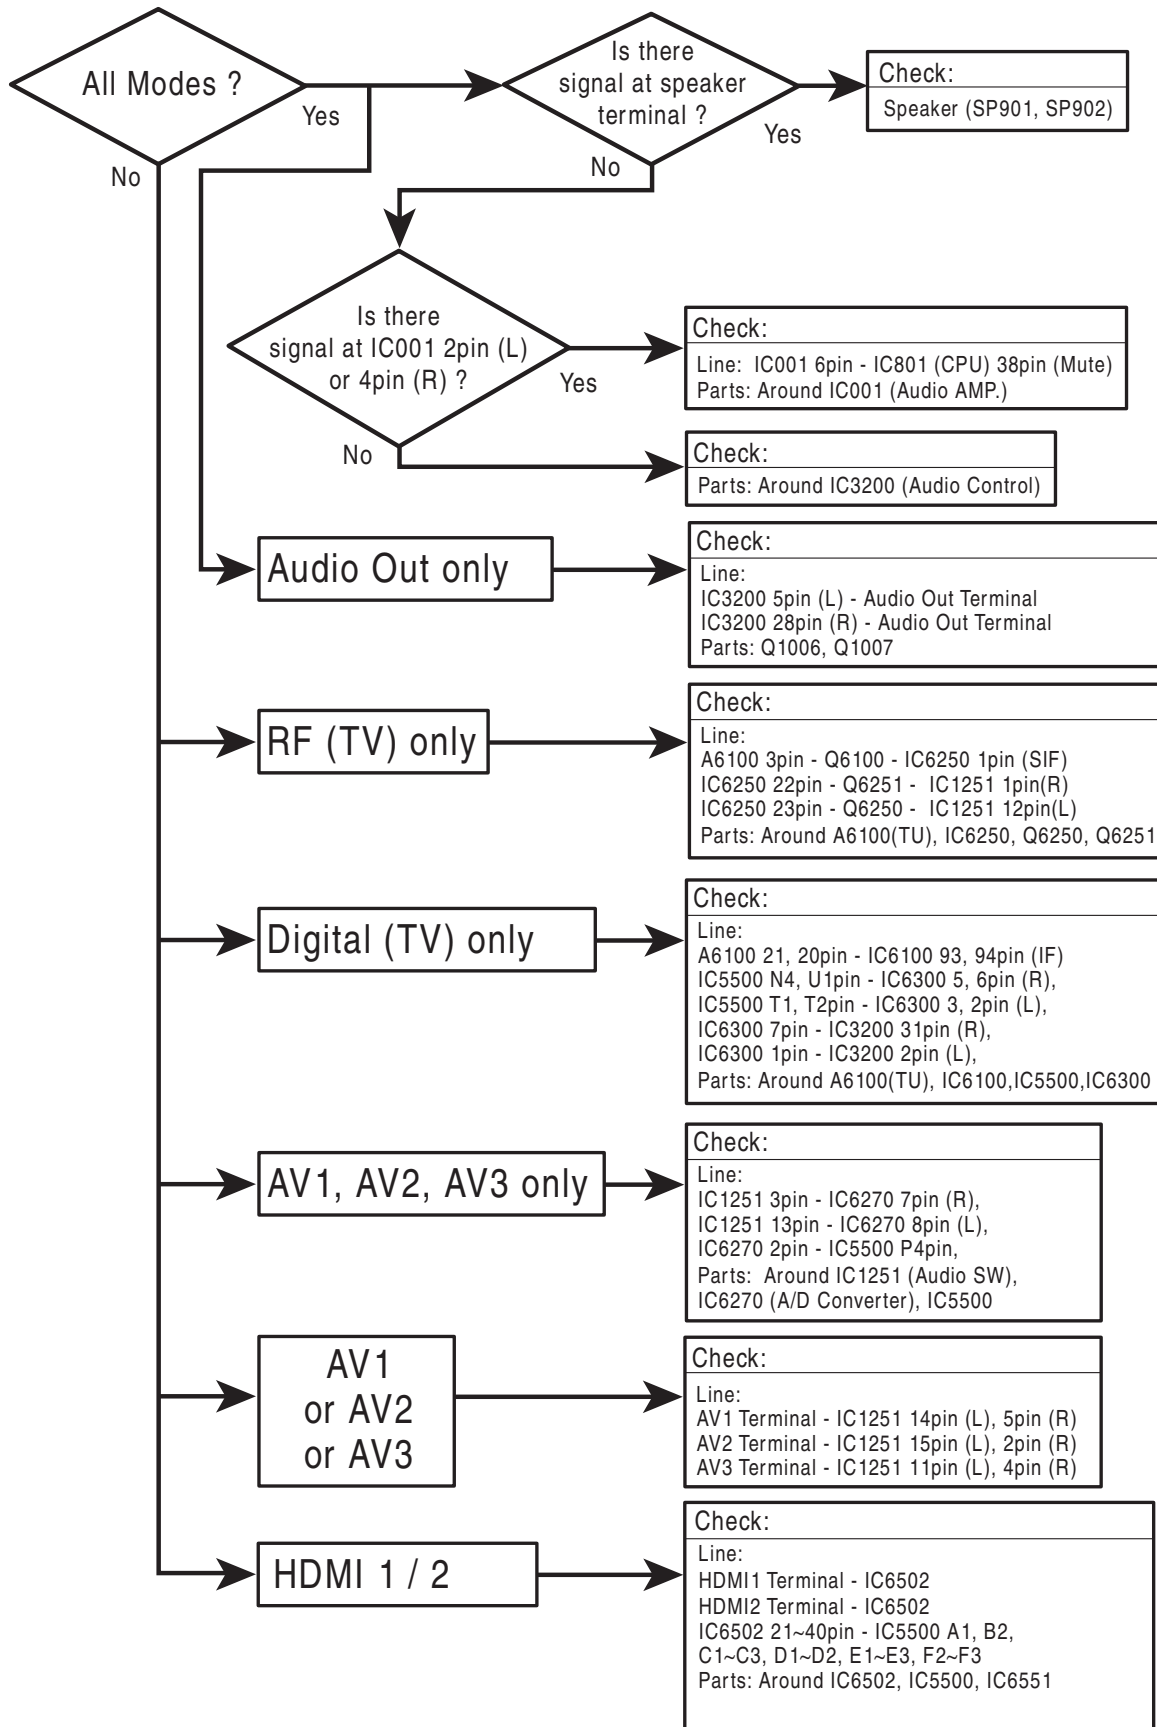 All Modes ?
Yes
No
Is there
signal at speaker
terminal ?
Yes
No
Check:
Speaker (SP901, SP902)
Is there
signal at IC001 2pin (L)
or 4pin (R) ?
Yes
No
Check:
Line:  IC001 6pin - IC801 (CPU) 38pin (Mute)
Parts: Around IC001 (Audio AMP.)
Check:
Parts: Around IC3200 (Audio Control)
Audio Out only
Check:
Line:
IC3200 5pin (L) - Audio Out Terminal
IC3200 28pin (R) - Audio Out Terminal
Parts: Q1006, Q1007
RF (TV) only
Check:
Line:
A6100 3pin - Q6100 - IC6250 1pin (SIF)
IC6250 22pin - Q6251 -  IC1251 1pin(R)
IC6250 23pin - Q6250 -  IC1251 12pin(L)
Parts: Around A6100(TU), IC6250, Q6250, Q6251
Digital (TV) only
Check:
Line:
A6100 21, 20pin - IC6100 93, 94pin (IF)
IC5500 N4, U1pin - IC6300 5, 6pin (R),
IC5500 T1, T2pin - IC6300 3, 2pin (L),
IC6300 7pin - IC3200 31pin (R),
IC6300 1pin - IC3200 2pin (L),
Parts: Around A6100(TU), IC6100,IC5500,IC6300
AV1, AV2, AV3 only
Check:
Line:
IC1251 3pin - IC6270 7pin (R),
IC1251 13pin - IC6270 8pin (L),
IC6270 2pin - IC5500 P4pin,
Parts:  Around IC1251 (Audio SW),
IC6270 (A/D Converter), IC5500
AV1
or AV2
or AV3
Check:
Line:
AV1 Terminal - IC1251 14pin (L), 5pin (R)
AV2 Terminal - IC1251 15pin (L), 2pin (R)
AV3 Terminal - IC1251 11pin (L), 4pin (R)
HDMI 1 / 2
Check:
Line:
HDMI1 Terminal - IC6502
HDMI2 Terminal - IC6502
IC6502 21~40pin - IC5500 A1, B2,
C1~C3, D1~D2, E1~E3, F2~F3
Parts: Around IC6502, IC5500, IC6551